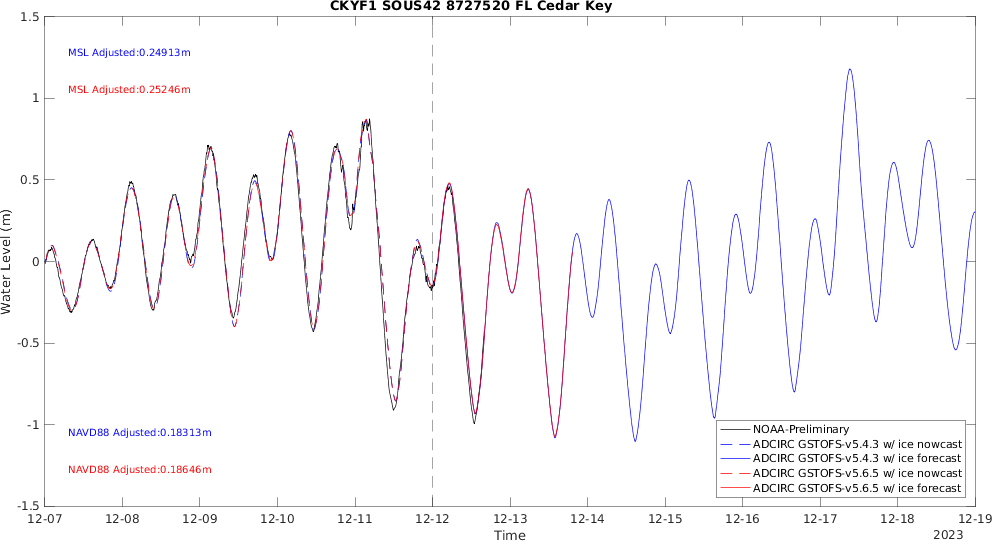 CKYF1 SOUS42 8727520 FL Cedar Key
1.5
1
0.5
0
-0.5
-1
-1.5
Water Level (m)
MSL Adjusted:0.24913m
MSL Adjusted:0.25246m
NAVD88 Adjusted:0.18313m
NAVD88 Adjusted:0.18646m
NOAA-Preliminary
ADCIRC GSTOFS-v5.4.3 w/ ice nowcast
ADCIRC GSTOFS-v5.4.3 w/ ice forecast
ADCIRC GSTOFS-v5.6.5 w/ ice nowcast
ADCIRC GSTOFS-v5.6.5 w/ ice forecast
12-07 12-08 12-09 12-10 12-11 12-12 12-13 12-14 12-15 12-16 12-17 12-18 12-19
Time
2023